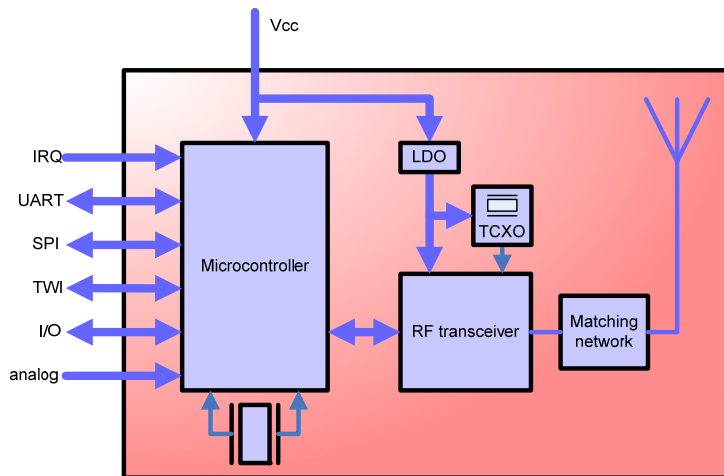 Vcc
IRQ
LDO
UART
TCXO
SPI
Microcontroller
TWI
I/O
RF transceiver
Matching
network
analog